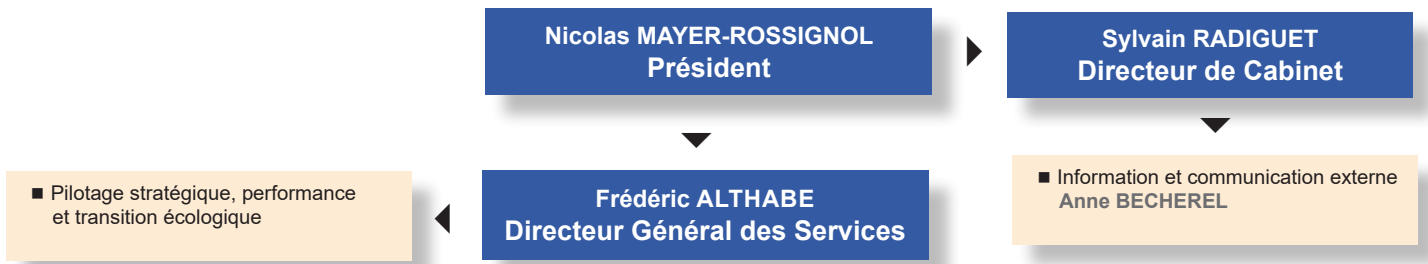 Nicolas MAYER-ROSSIGNOL
Président
Sylvain RADIGUET
Directeur de Cabinet
■ Pilotage stratégique, performance
et transition écologique
Frédéric ALTHABE
Directeur Général des Services
■ Information et communication externe
Anne BECHEREL